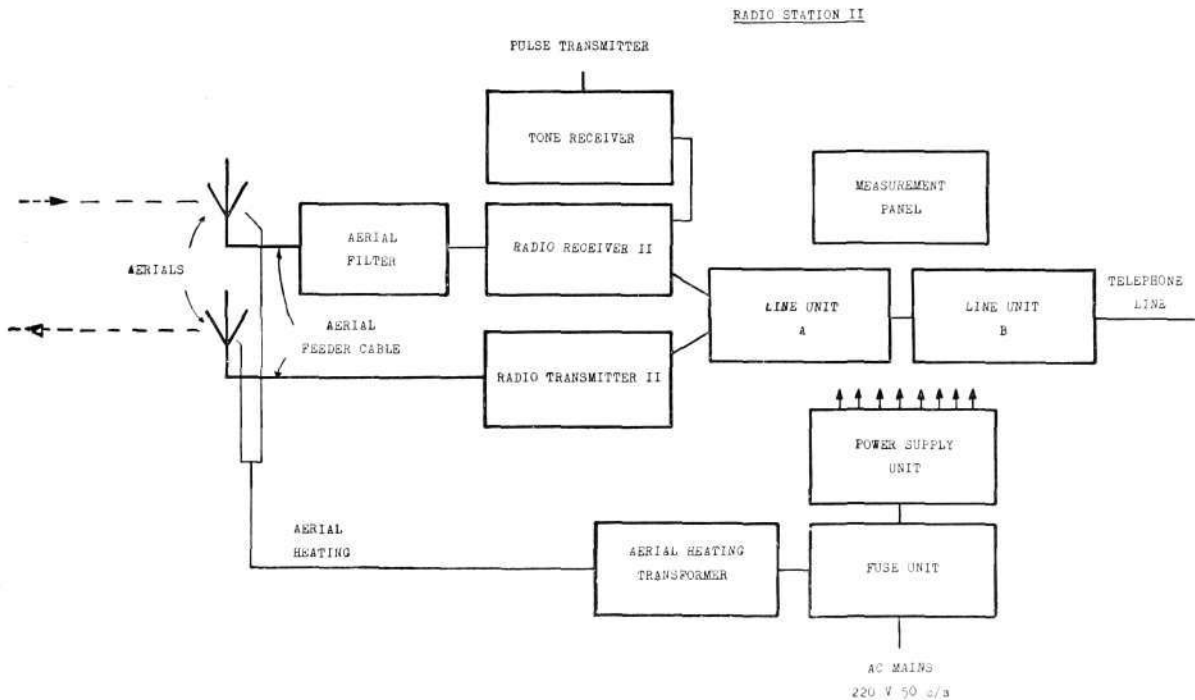 RADIO STATION II
PULSE TRANSMITTER
TONE RECEIVER
MEASUREMENT
PANEL
AERIAL
FILTER
RADIO RECEIVER II
AERIALS
LINE UNIT
A
LINE UNIT
B
TELEPHONE
LINE
AERIAL
FEEDER CABLE
RADIO TRANSMITTER II
POWER SUPPLY
UNIT
AERIAL
HEATING
AERIAL HEATING
TRANSFORMER
FUSE UNIT
AC MAINS
220 V 50 c/s